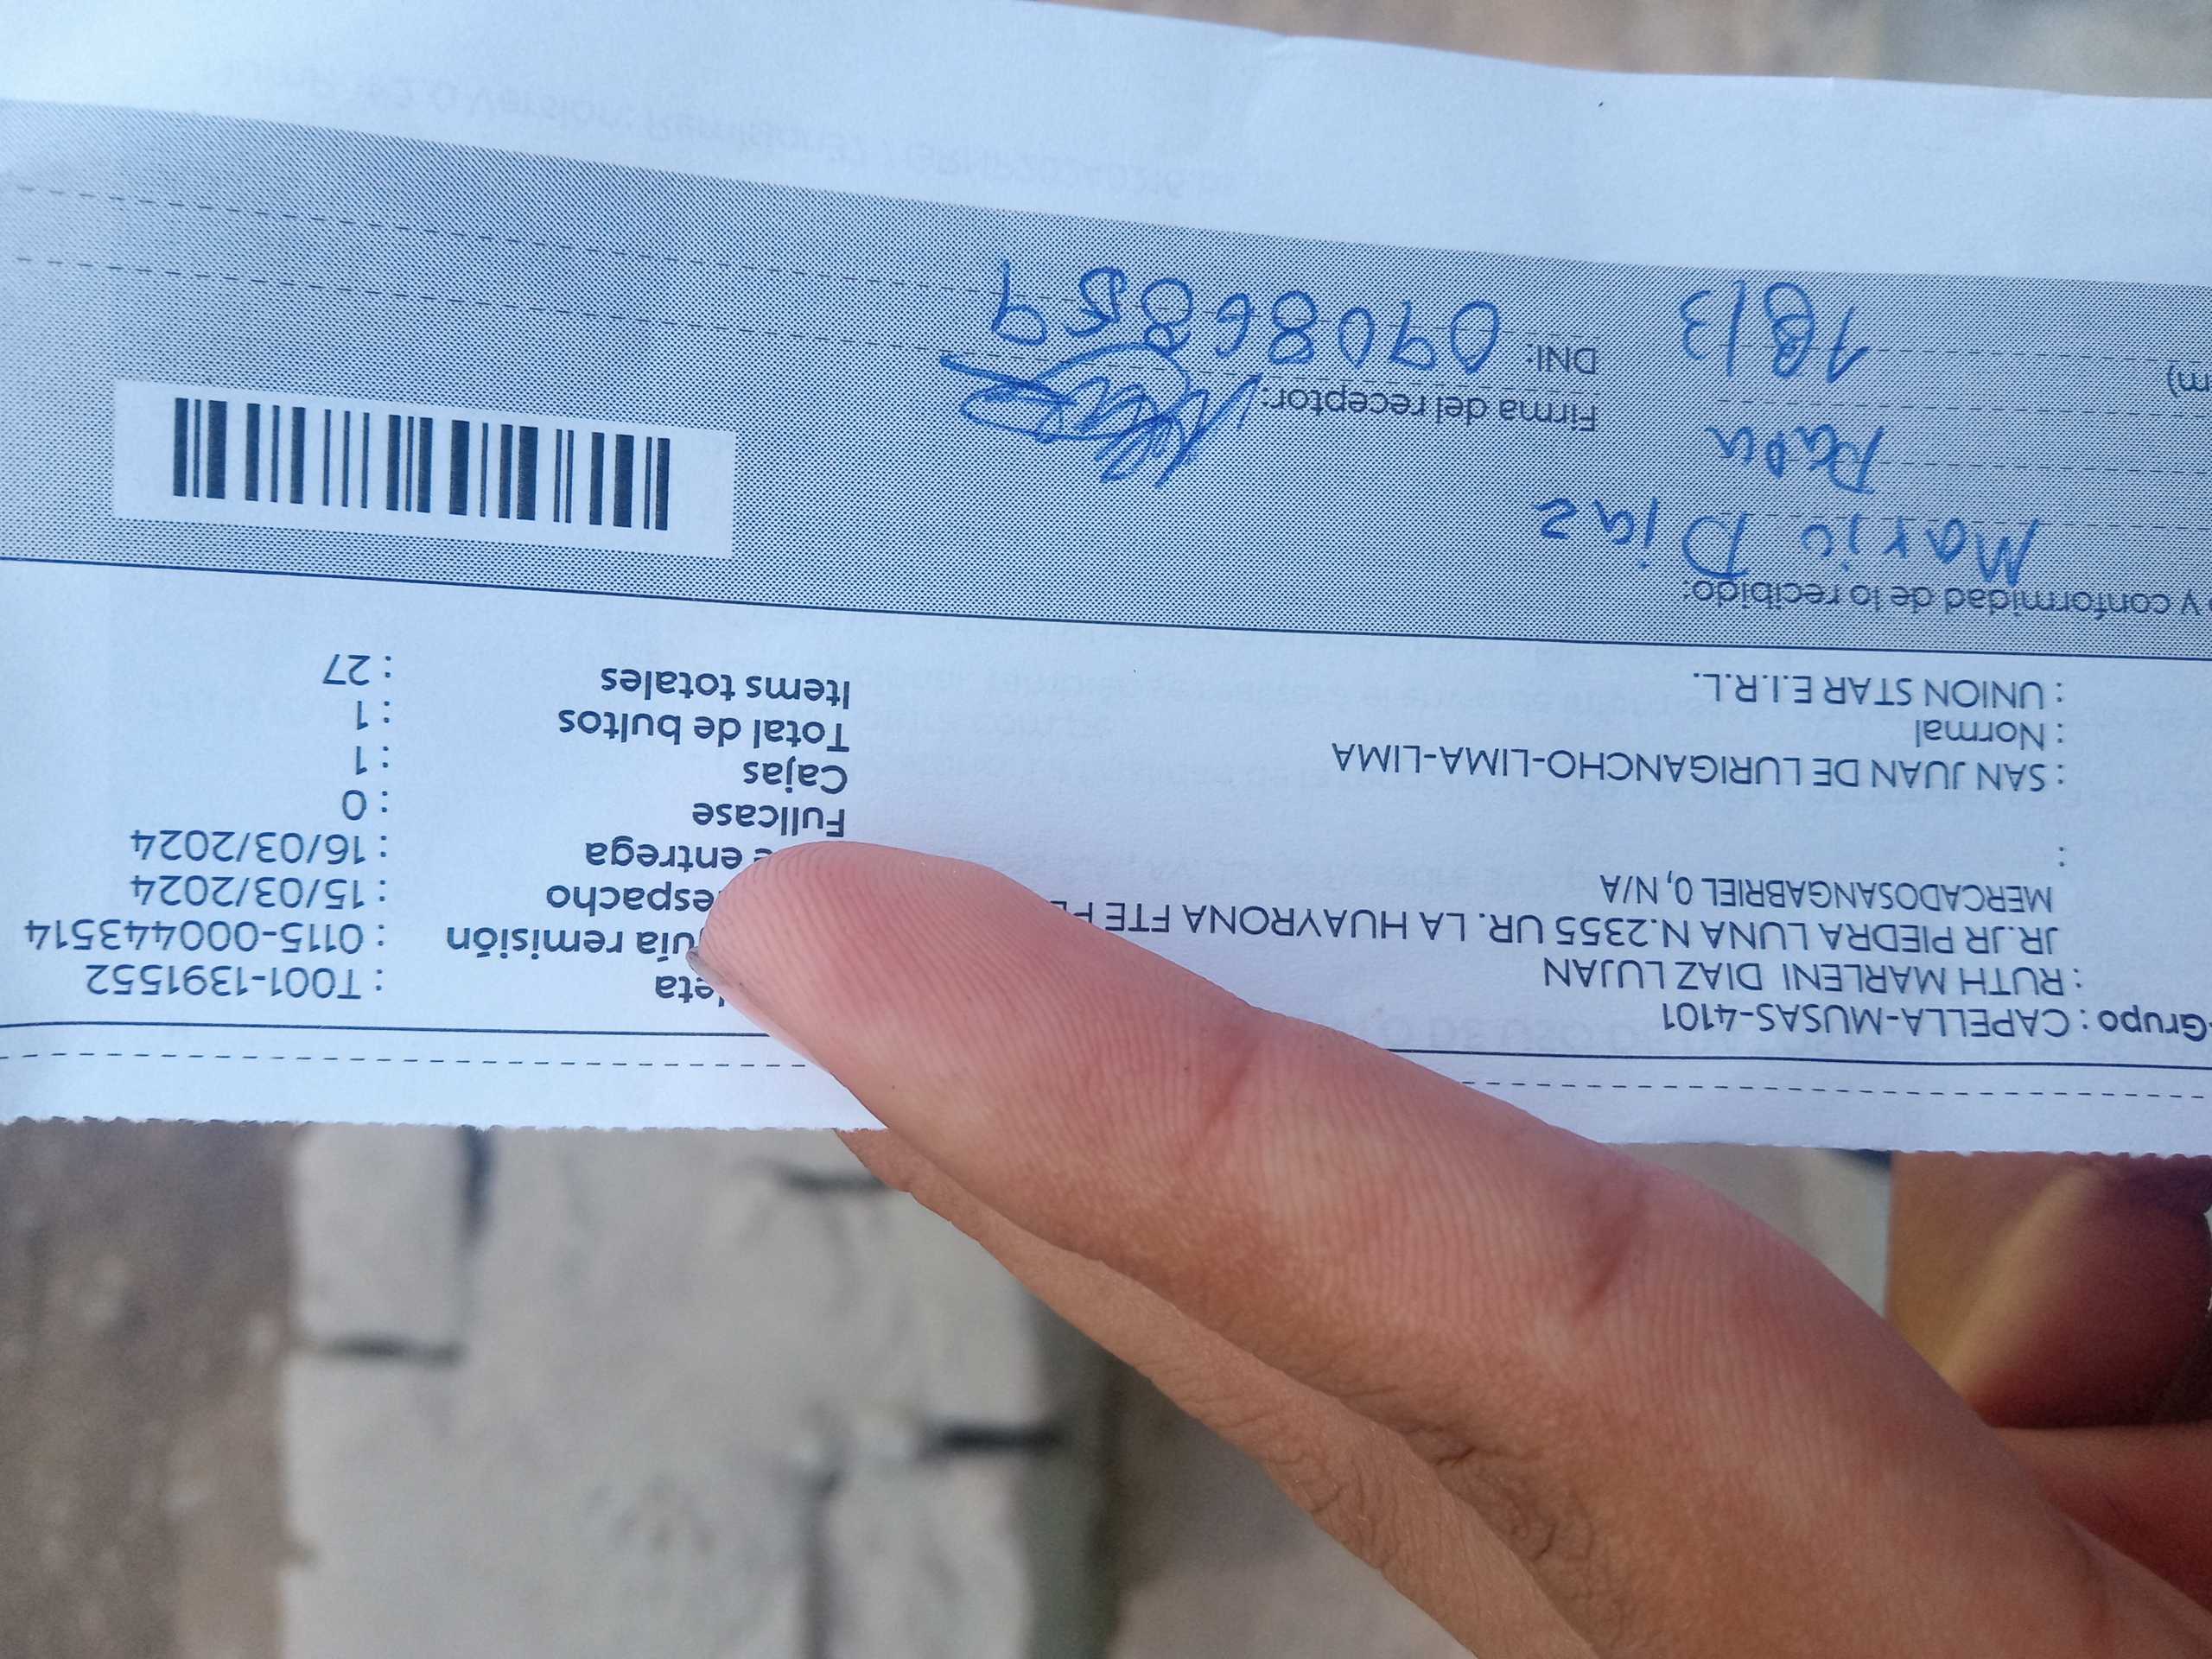 Grupo : CAPELLA-MUSAS-4101
: RUTH MARLENI DIAZ LUJAN
JR.JR PIEDRA LUNA N.2355 UR. LA HUAYRONA FTE
MERCADOSANGABRIEL 0, N/A
:
: SAN JUAN DE LURIGANCHO-LIMA-LIMA
: Normal
: UNION STAR E.I.R.L.
leta : T001-1391552
uía remisión : 0115-000443514
espacho : 15/03/2024
e entrega : 16/03/2024
Fullcase : 0
Cajas : 1
Total de bultos : 1
Items totales : 27
y conformidad de lo recibido:
Mario Diaz
Papa
Firma del receptor:
m) 18/3
DNI: 09086859